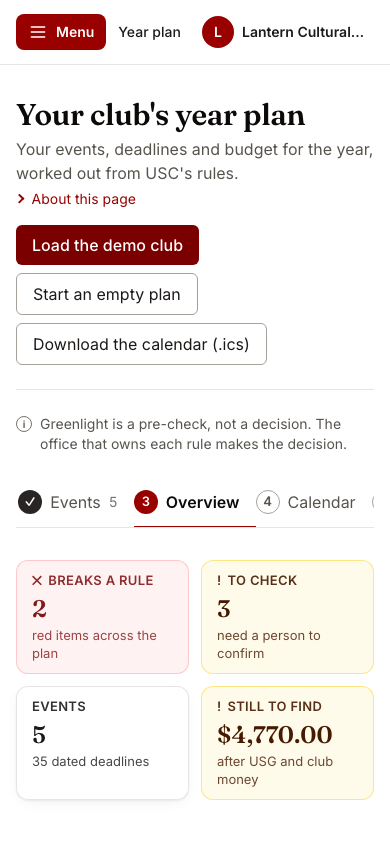 Menu
Year plan
L
Lantern Cultural...
Your club's year plan
Your events, deadlines and budget for the year,
worked out from USC's rules.
About this page
Load the demo club
Start an empty plan
Download the calendar (.ics)
Greenlight is a pre-check, not a decision. The
office that owns each rule makes the decision.
Events 5
3 Overview
4 Calendar
BREAKS A RULE
2
red items across the
plan
! TO CHECK
3
need a person to
confirm
EVENTS
5
35 dated deadlines
! STILL TO FIND
$4,770.00
after USG and club
money